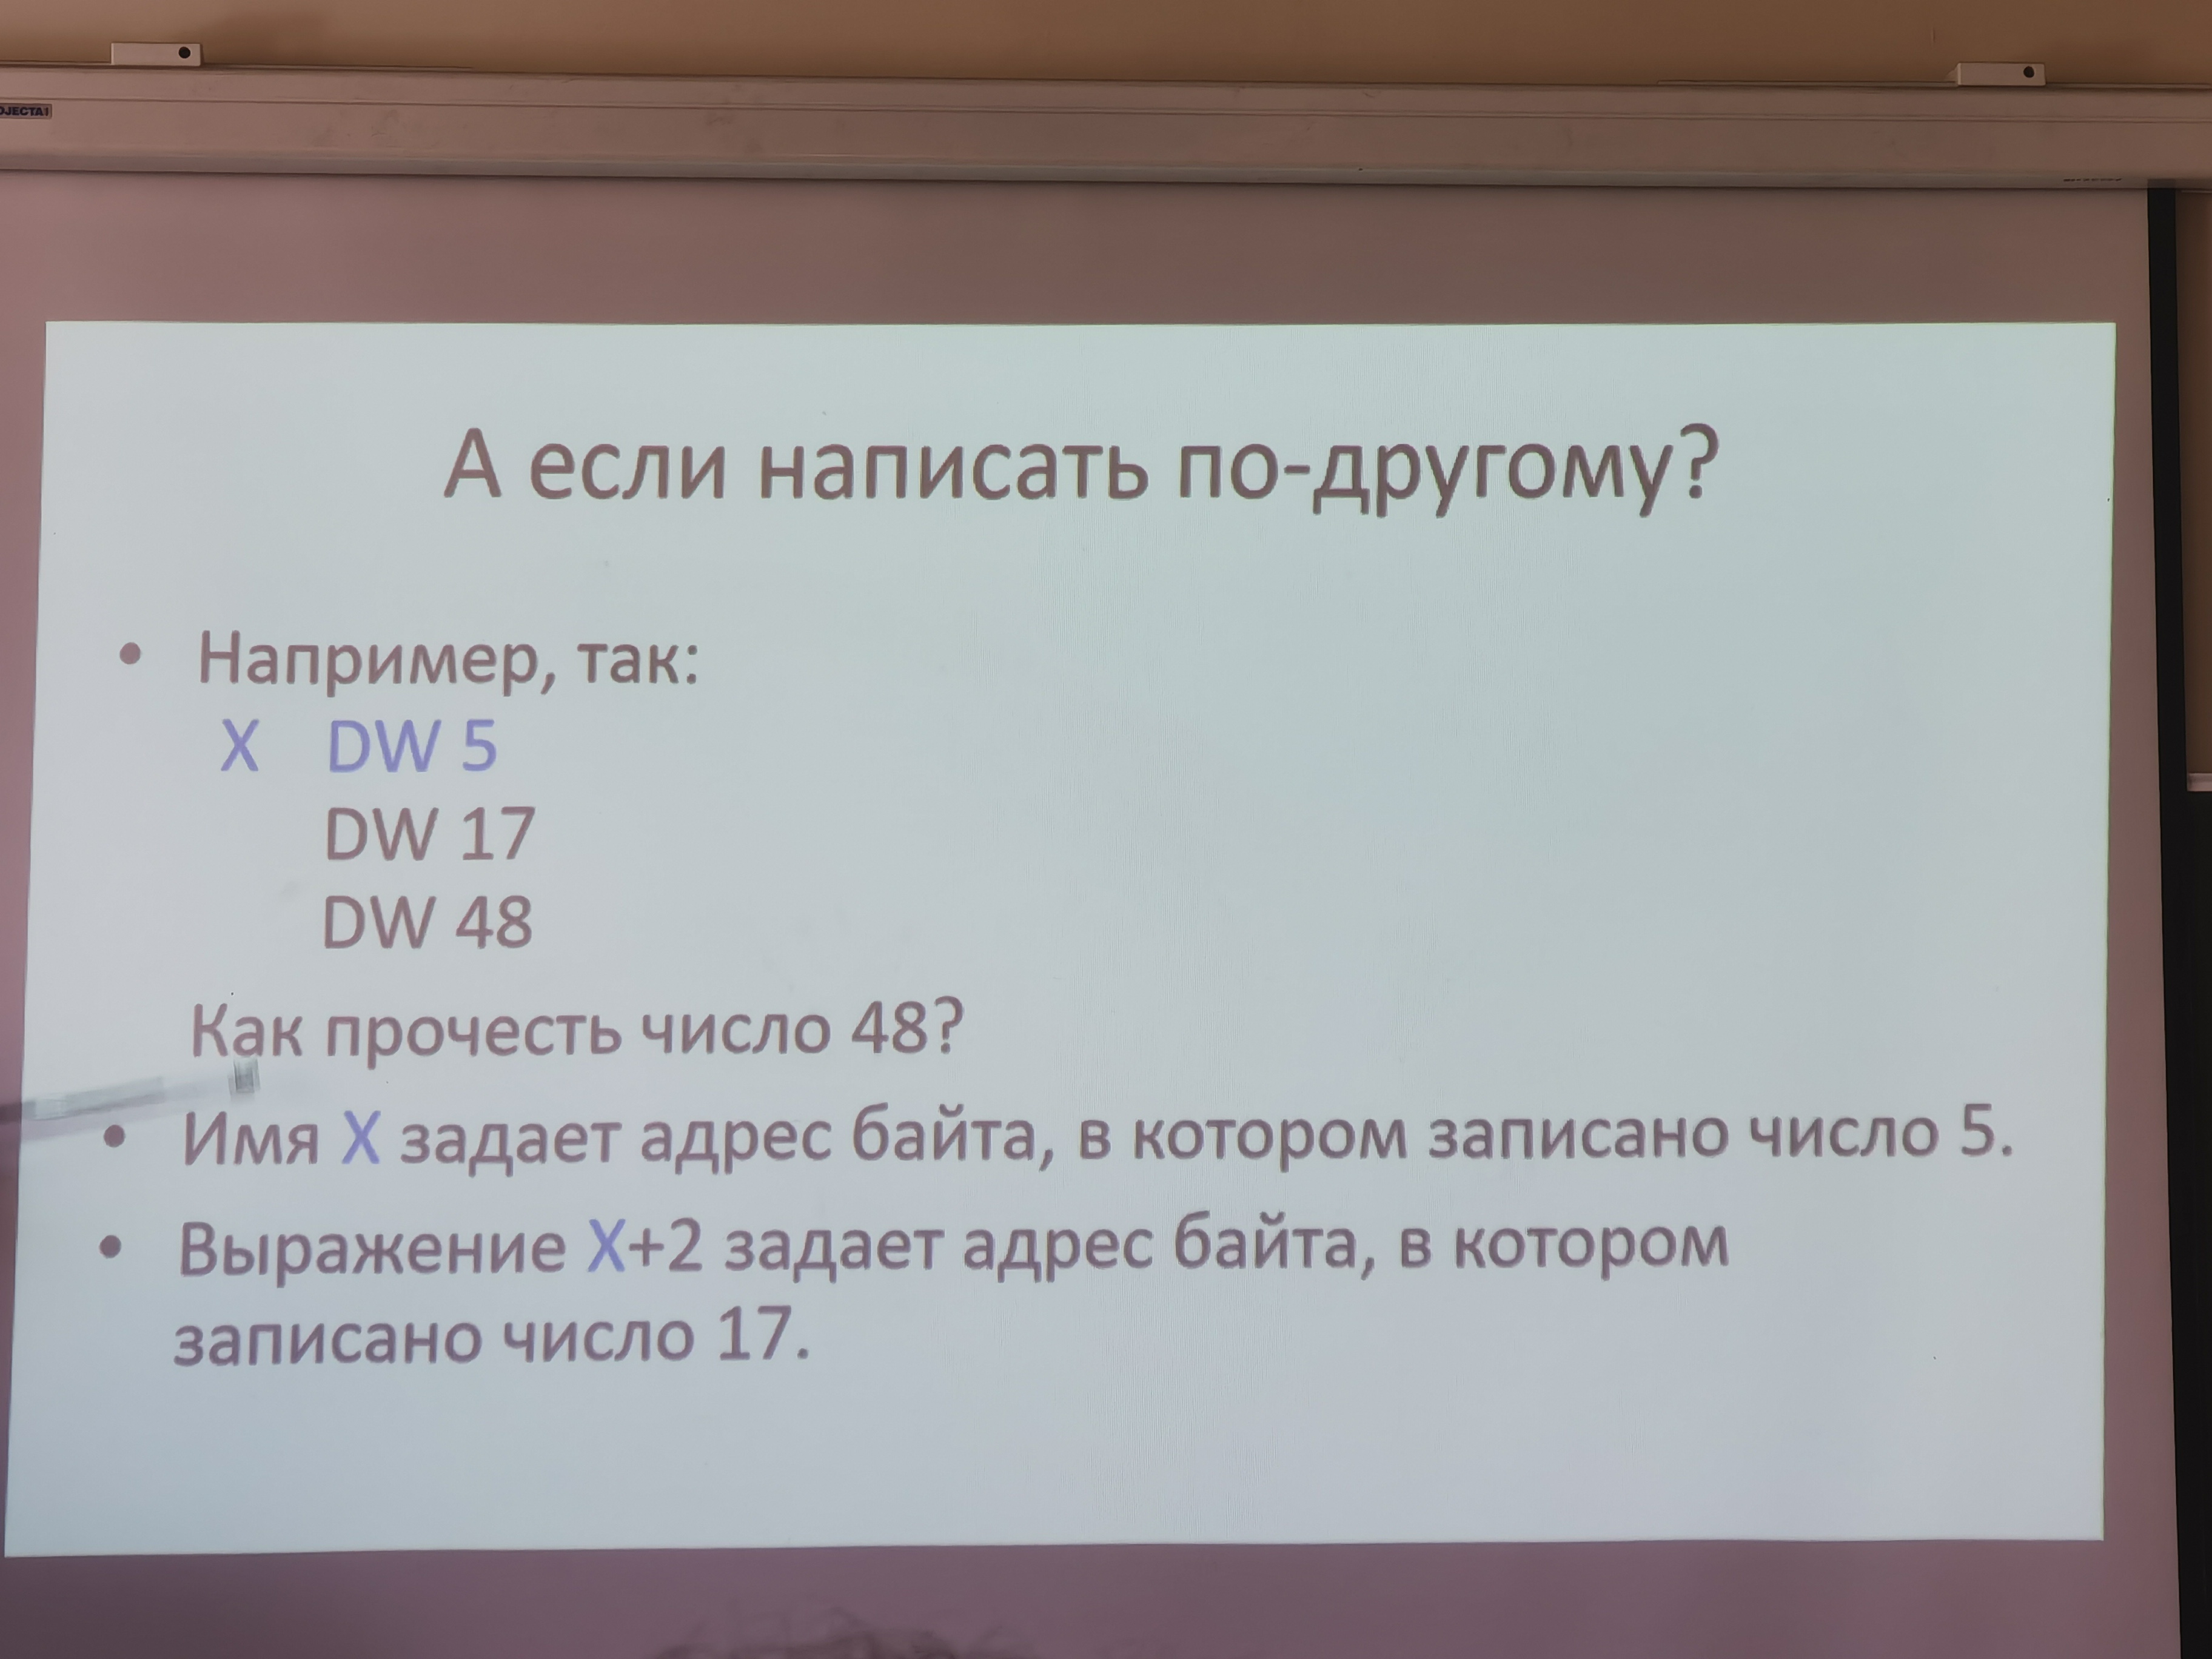 А если написать по-другому?
• Например, так:
X DW 5
DW 17
DW 48
Как прочесть число 48?
• Имя X задает адрес байта, в котором записано число 5.
• Выражение X+2 задает адрес байта, в котором
записано число 17.